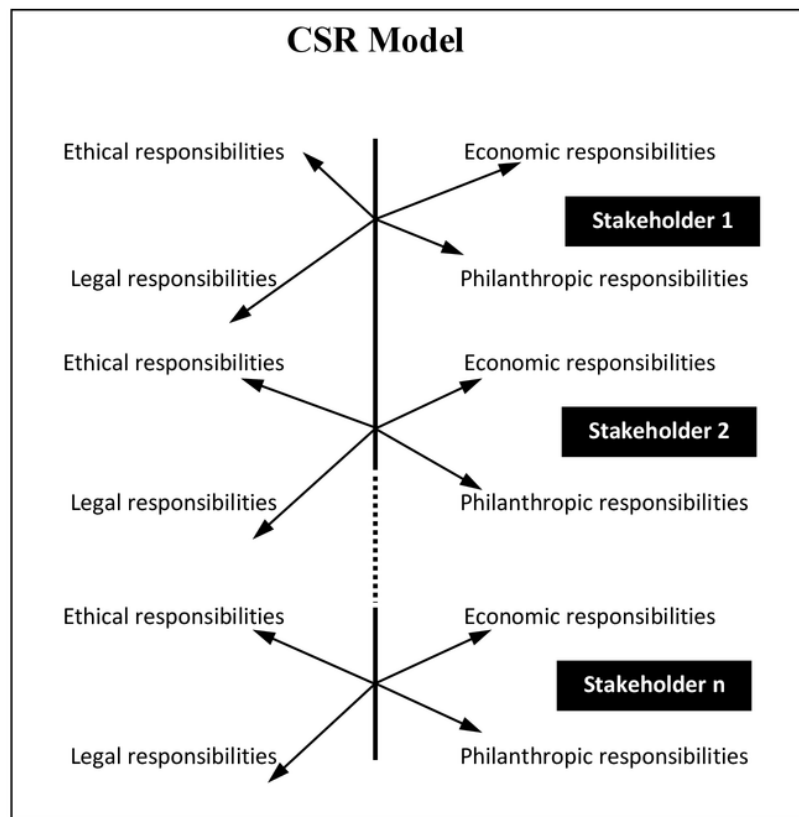 CSR Model
Ethical responsibilities
Economic responsibilities
Stakeholder 1
Legal responsibilities
Philanthropic responsibilities
Ethical responsibilities
Economic responsibilities
Stakeholder 2
Legal responsibilities
Philanthropic responsibilities
Ethical responsibilities
Economic responsibilities
Stakeholder n
Legal responsibilities
Philanthropic responsibilities